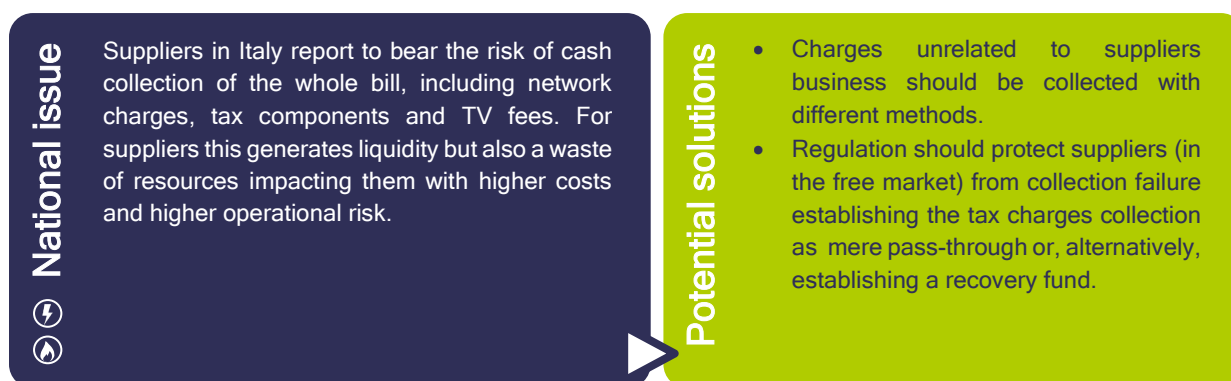 National issue
Suppliers in Italy report to bear the risk of cash
collection of the whole bill, including network
charges, tax components and TV fees. For
suppliers this generates liquidity but also a waste
of resources impacting them with higher costs
and higher operational risk.
Potential solutions
• Charges unrelated to suppliers
business should be collected with
different methods.
• Regulation should protect suppliers (in
the free market) from collection failure
establishing the tax charges collection
as mere pass-through or, alternatively,
establishing a recovery fund.